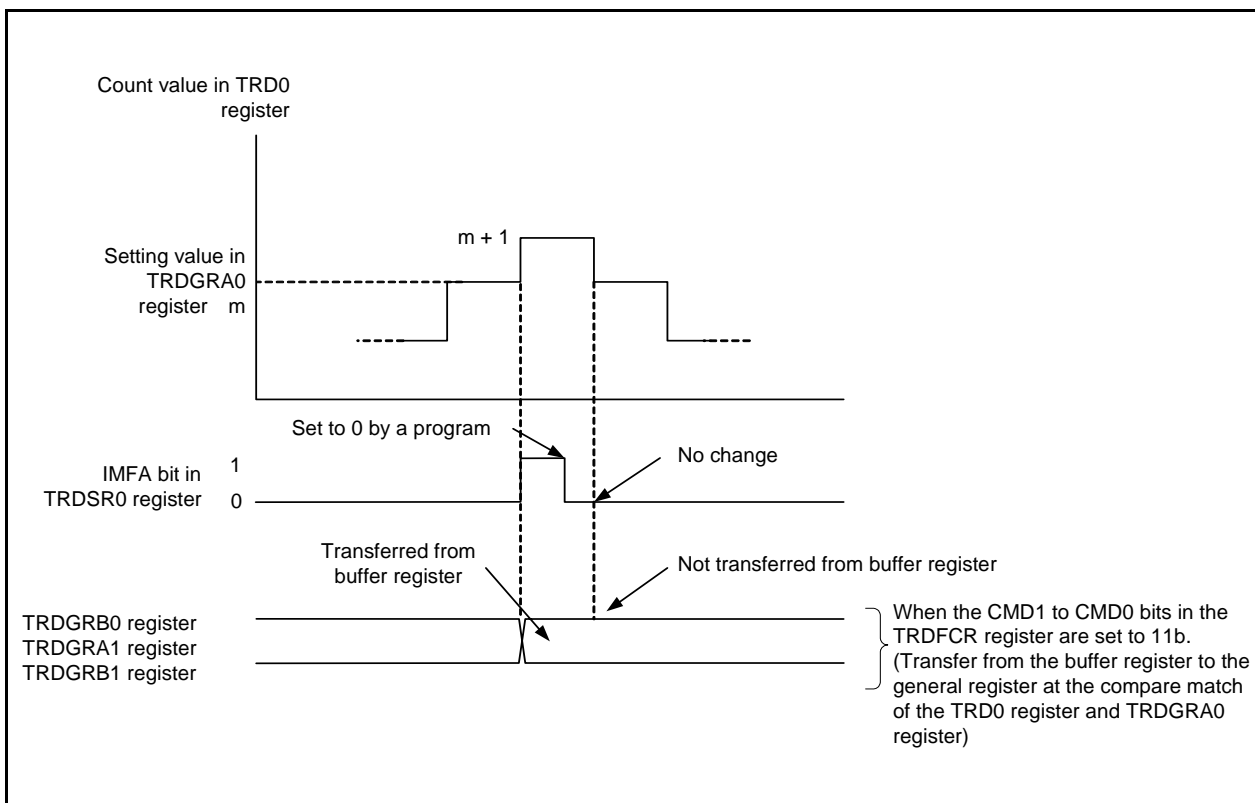 Count value in TRD0
register
m + 1
Setting value in
TRDGRA0
register m
Set to 0 by a program
No change
IMFA bit in
TRDSR0 register
1
0
Transferred from
buffer register
Not transferred from buffer register
TRDGRB0 register
TRDGRA1 register
TRDGRB1 register
When the CMD1 to CMD0 bits in the
TRDFCR register are set to 11b.
(Transfer from the buffer register to the
general register at the compare match
of the TRD0 register and TRDGRA0
register)